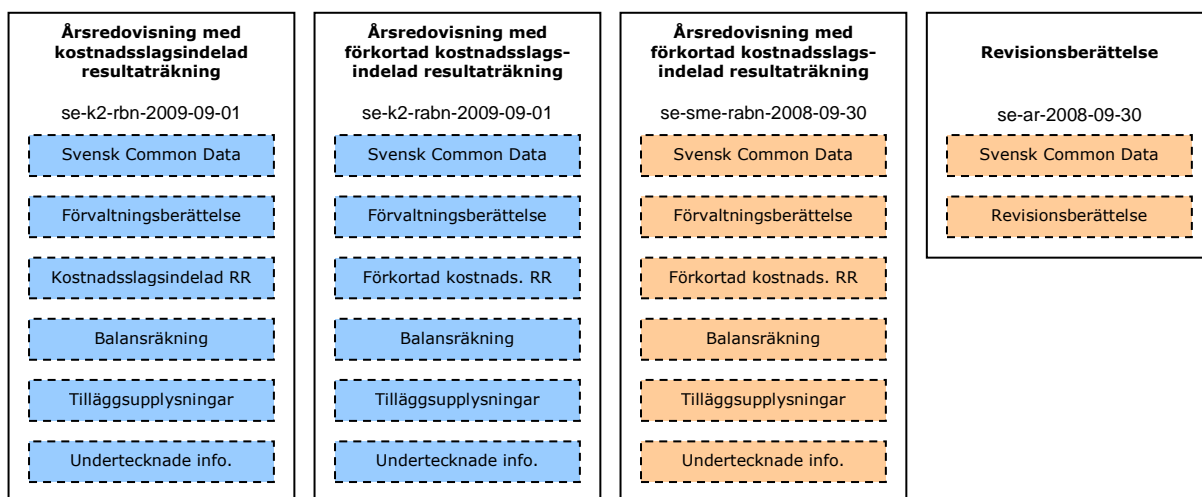 Årsredovisning med
kostnadsslagsindelad
resultaträkning
se-k2-rbn-2009-09-01
Svensk Common Data
Förvaltningsberättelse
Kostnadsslagsindelad RR
Balansräkning
Tilläggsupplysningar
Undertecknade info.
Årsredovisning med
förkortad kostnadsslags-
indelad resultaträkning
se-k2-rabn-2009-09-01
Svensk Common Data
Förvaltningsberättelse
Förkortad kostnads. RR
Balansräkning
Tilläggsupplysningar
Undertecknade info.
Årsredovisning med
förkortad kostnadsslags-
indelad resultaträkning
se-sme-rabn-2008-09-30
Svensk Common Data
Förvaltningsberättelse
Förkortad kostnads. RR
Balansräkning
Tilläggsupplysningar
Undertecknade info.
Revisionsberättelse
se-ar-2008-09-30
Svensk Common Data
Revisionsberättelse